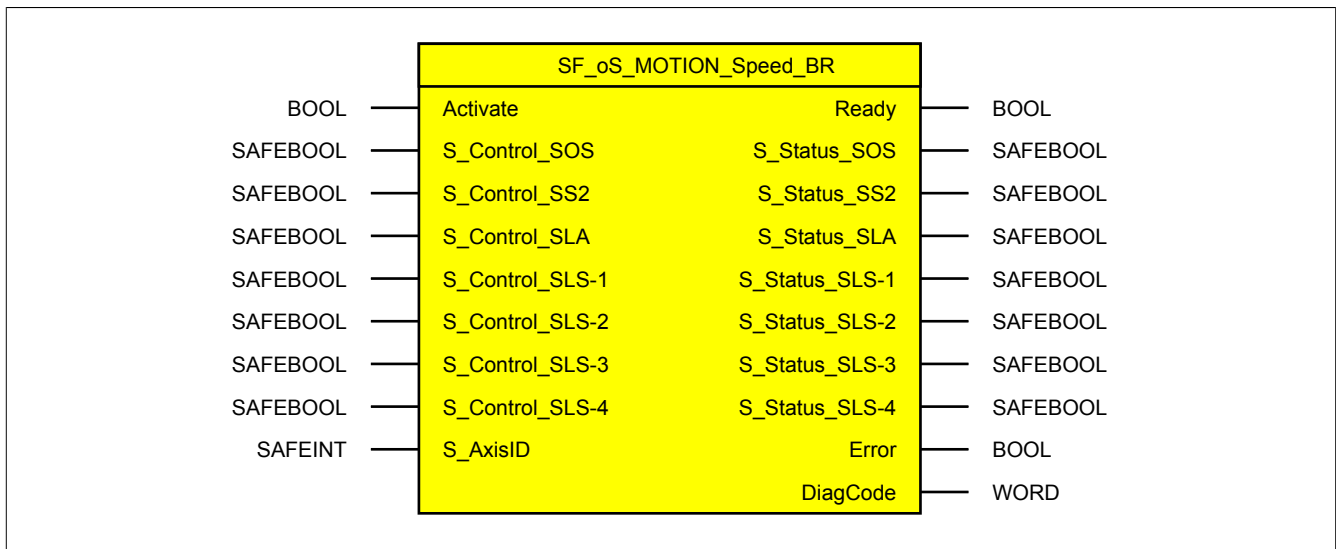 SF_oS_MOTION_Speed_BR
BOOL Activate Ready BOOL
SAFEBOOL S_Control_SOS S_Status_SOS SAFEBOOL
SAFEBOOL S_Control_SS2 S_Status_SS2 SAFEBOOL
SAFEBOOL S_Control_SLA S_Status_SLA SAFEBOOL
SAFEBOOL S_Control_SLS-1 S_Status_SLS-1 SAFEBOOL
SAFEBOOL S_Control_SLS-2 S_Status_SLS-2 SAFEBOOL
SAFEBOOL S_Control_SLS-3 S_Status_SLS-3 SAFEBOOL
SAFEBOOL S_Control_SLS-4 S_Status_SLS-4 SAFEBOOL
SAFEINT S_AxisID Error BOOL
DiagCode WORD